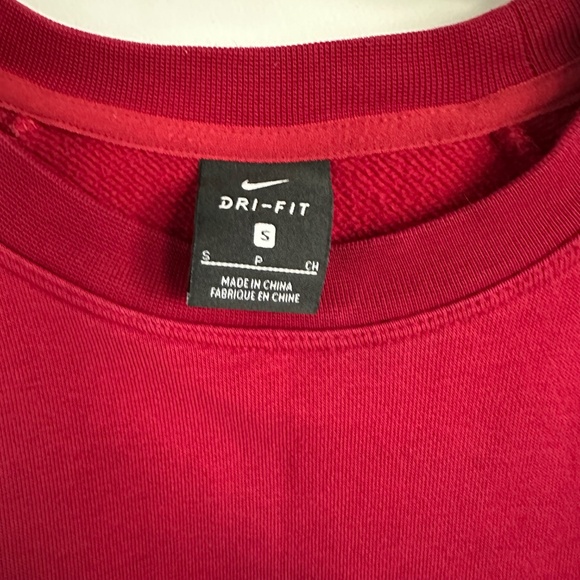 DRI-FIT
S
S P CH
MADE IN CHINA
FABRIQUE EN CHINE